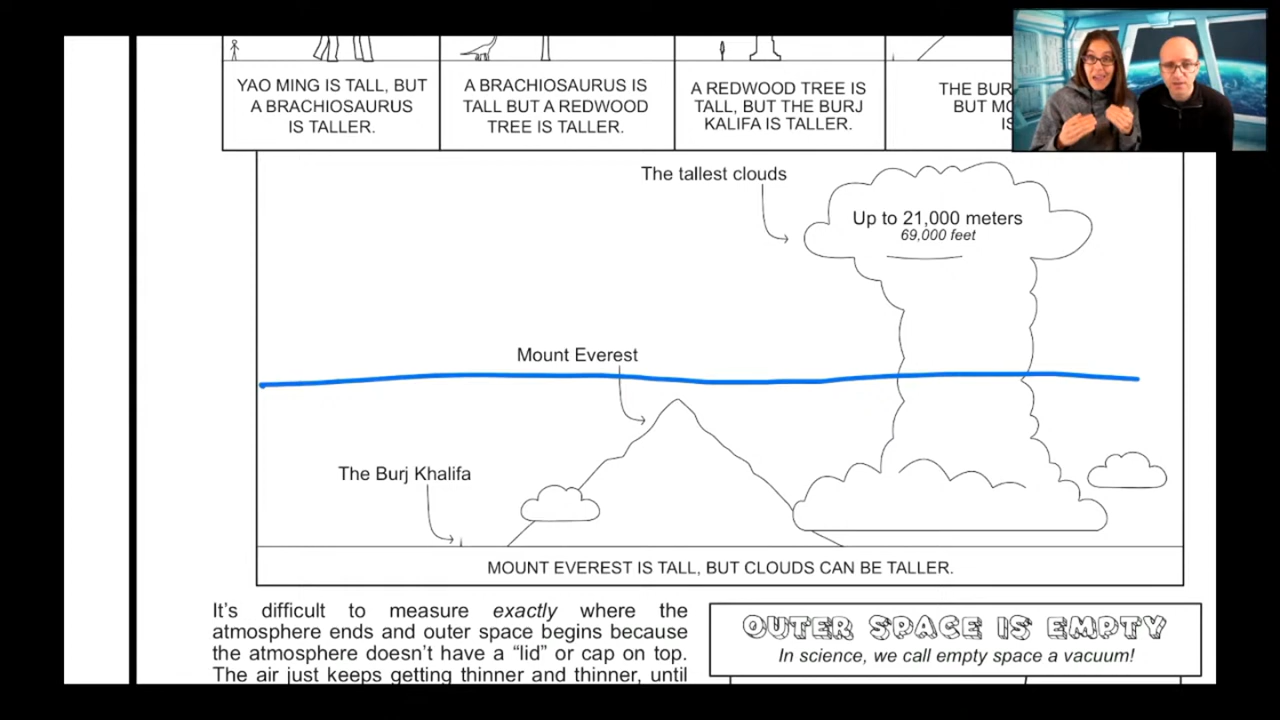 YAO MING IS TALL, BUT
A BRACHIOSAURUS
IS TALLER.
A BRACHIOSAURUS IS
TALL BUT A REDWOOD
TREE IS TALLER.
A REDWOOD TREE IS
TALL, BUT THE BURJ
KALIFA IS TALLER.
THE BUR
BUT MO
The tallest clouds
Up to 21,000 meters
69,000 feet
Mount Everest
The Burj Khalifa
MOUNT EVEREST IS TALL, BUT CLOUDS CAN BE TALLER.
It's difficult to measure exactly where the
atmosphere ends and outer space begins because
the atmosphere doesn't have a “lid” or cap on top.
The air just keeps getting thinner and thinner, until
OUTER SPACE IS EMPTY
In science, we call empty space a vacuum!